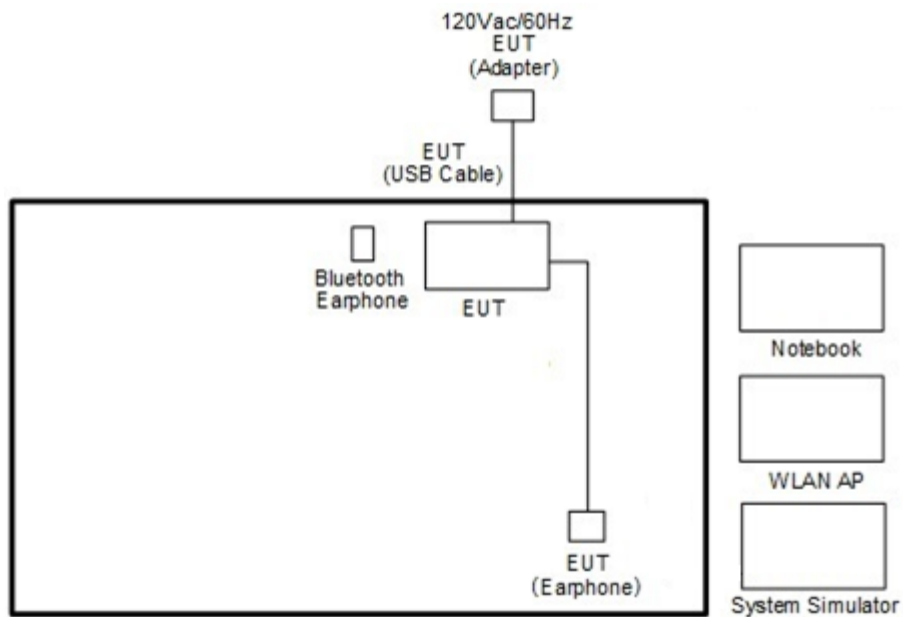 120Vac/60Hz
EUT
(Adapter)
EUT
(USB Cable)
Bluetooth
Earphone
EUT
Notebook
WLAN AP
EUT
(Earphone)
System Simulator